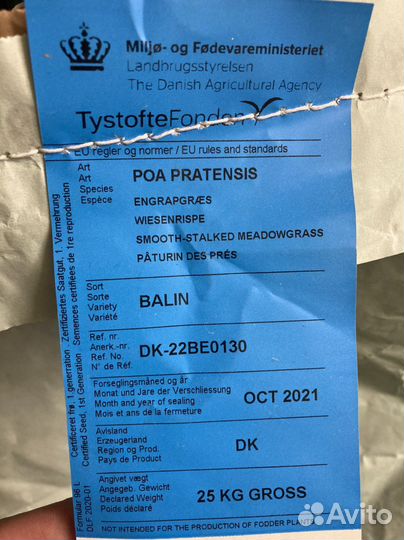 Miljø- og Fødevareministeriet
Landbrugsstyrelsen
The Danish Agricultural Agency
TystofteFonden
EU regler og normer / EU rules and standards
Art
Art
Species
Espèce
POA PRATENSIS
ENGRAPGRÆS
WIESENRISPE
SMOOTH-STALKED MEADOWGRASS
PÂTURIN DES PRÉS
Sort
Sorte
Variety
Variété
BALIN
Ref. nr.
Anerk.-nr.
Ref. No.
N° de Réf.
DK-22BE0130
Forseglingsmåned og år
Monat und Jare der Verschliessung
Month and year of sealing
Mois et ans de la fermeture
OCT 2021
Avlsland
Erzeugerland
Region og Prod.
Pays de Product
DK
Angivet vægt
Angegeb. Gewicht
Declared Weight
Poids déclaré
25 KG GROSS
NOT INTENDED FOR THE PRODUCTION OF FODDER PLANTS
Certificeret frø, 1.generation . Zertifiziertes Saatgut, 1. Vermehrung
Certified Seed, 1st Generation . Semences certifiées de 1re reproduction
Formular 96 L
DLF 2020-01
Avito